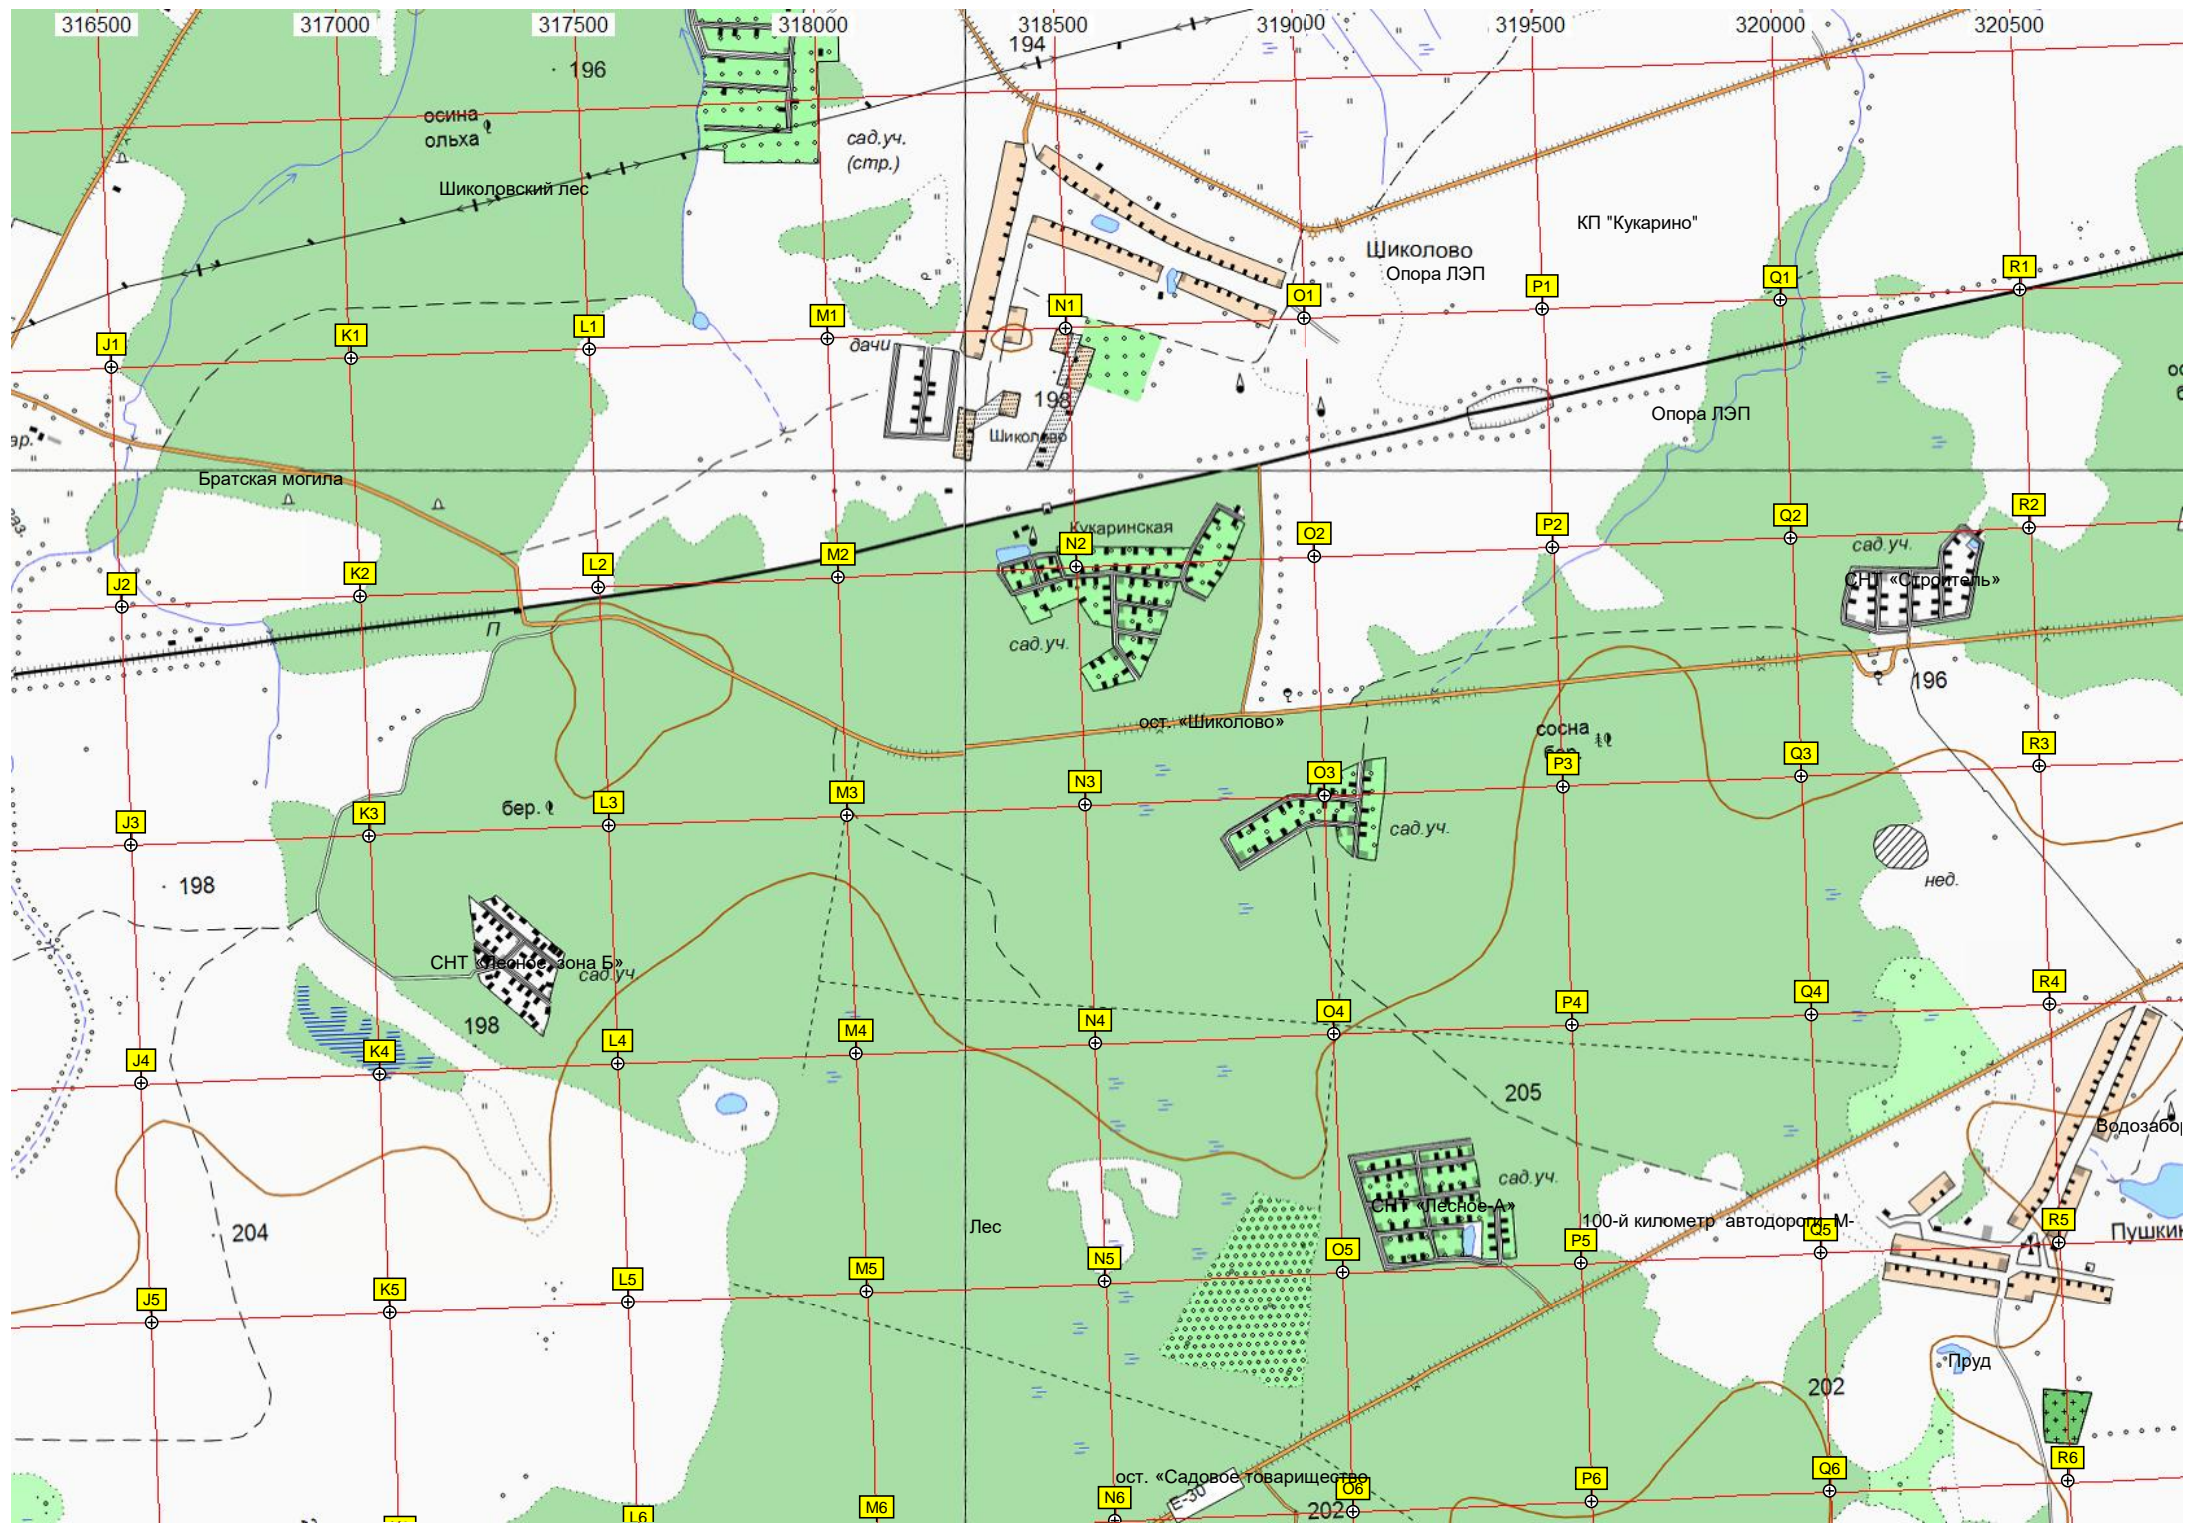 316500 317000 317500 318000 318500 319000 319500 320000 320500
194
196
осина
ольха
сад.уч.
(стр.)
Шиколовский лес
КП "Кукарино"
Шиколово
Опора ЛЭП
J1 K1 L1 M1 N1 O1 P1 Q1 R1
дачи
198
Опора ЛЭП
Шиколово
ар.
Братская могила
Кукаринская
J2 K2 L2 M2 N2 O2 P2 Q2 R2
сад.уч.
СНТ «Строитель»
П
сад.уч.
196
ост. «Шиколово»
сосна
бер.
J3 K3 L3 M3 N3 O3 P3 Q3 R3
бер.
сад.уч.
198
нед.
СНТ «Лесное, зона Б»
сад.уч.
198
J4 K4 L4 M4 N4 O4 P4 Q4 R4
205
Водозабор
сад.уч.
СНТ «Лесное-А»
204
Лес
100-й километр автодороги М-
Пушкин
J5 K5 L5 M5 N5 O5 P5 Q5 R5
Пруд
202
ост. «Садовое товарищество
E-30
202
L6 M6 N6 O6 P6 Q6 R6